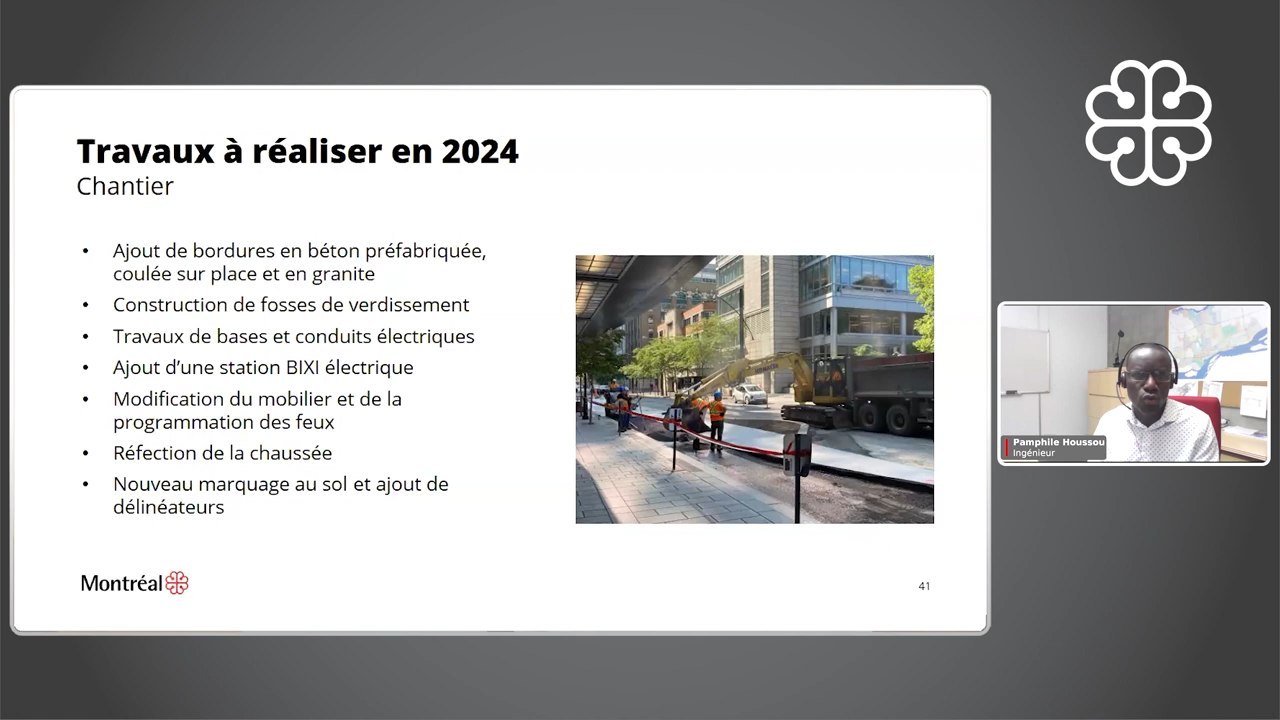 Travaux à réaliser en 2024
Chantier
• Ajout de bordures en béton préfabriquée,
coulée sur place et en granite
• Construction de fosses de verdissement
• Travaux de bases et conduits électriques
• Ajout d’une station BIXI électrique
• Modification du mobilier et de la
programmation des feux
• Réfection de la chaussée
• Nouveau marquage au sol et ajout de
délinéateurs
Montréal
41
Pamphile Houssou
Ingénieur